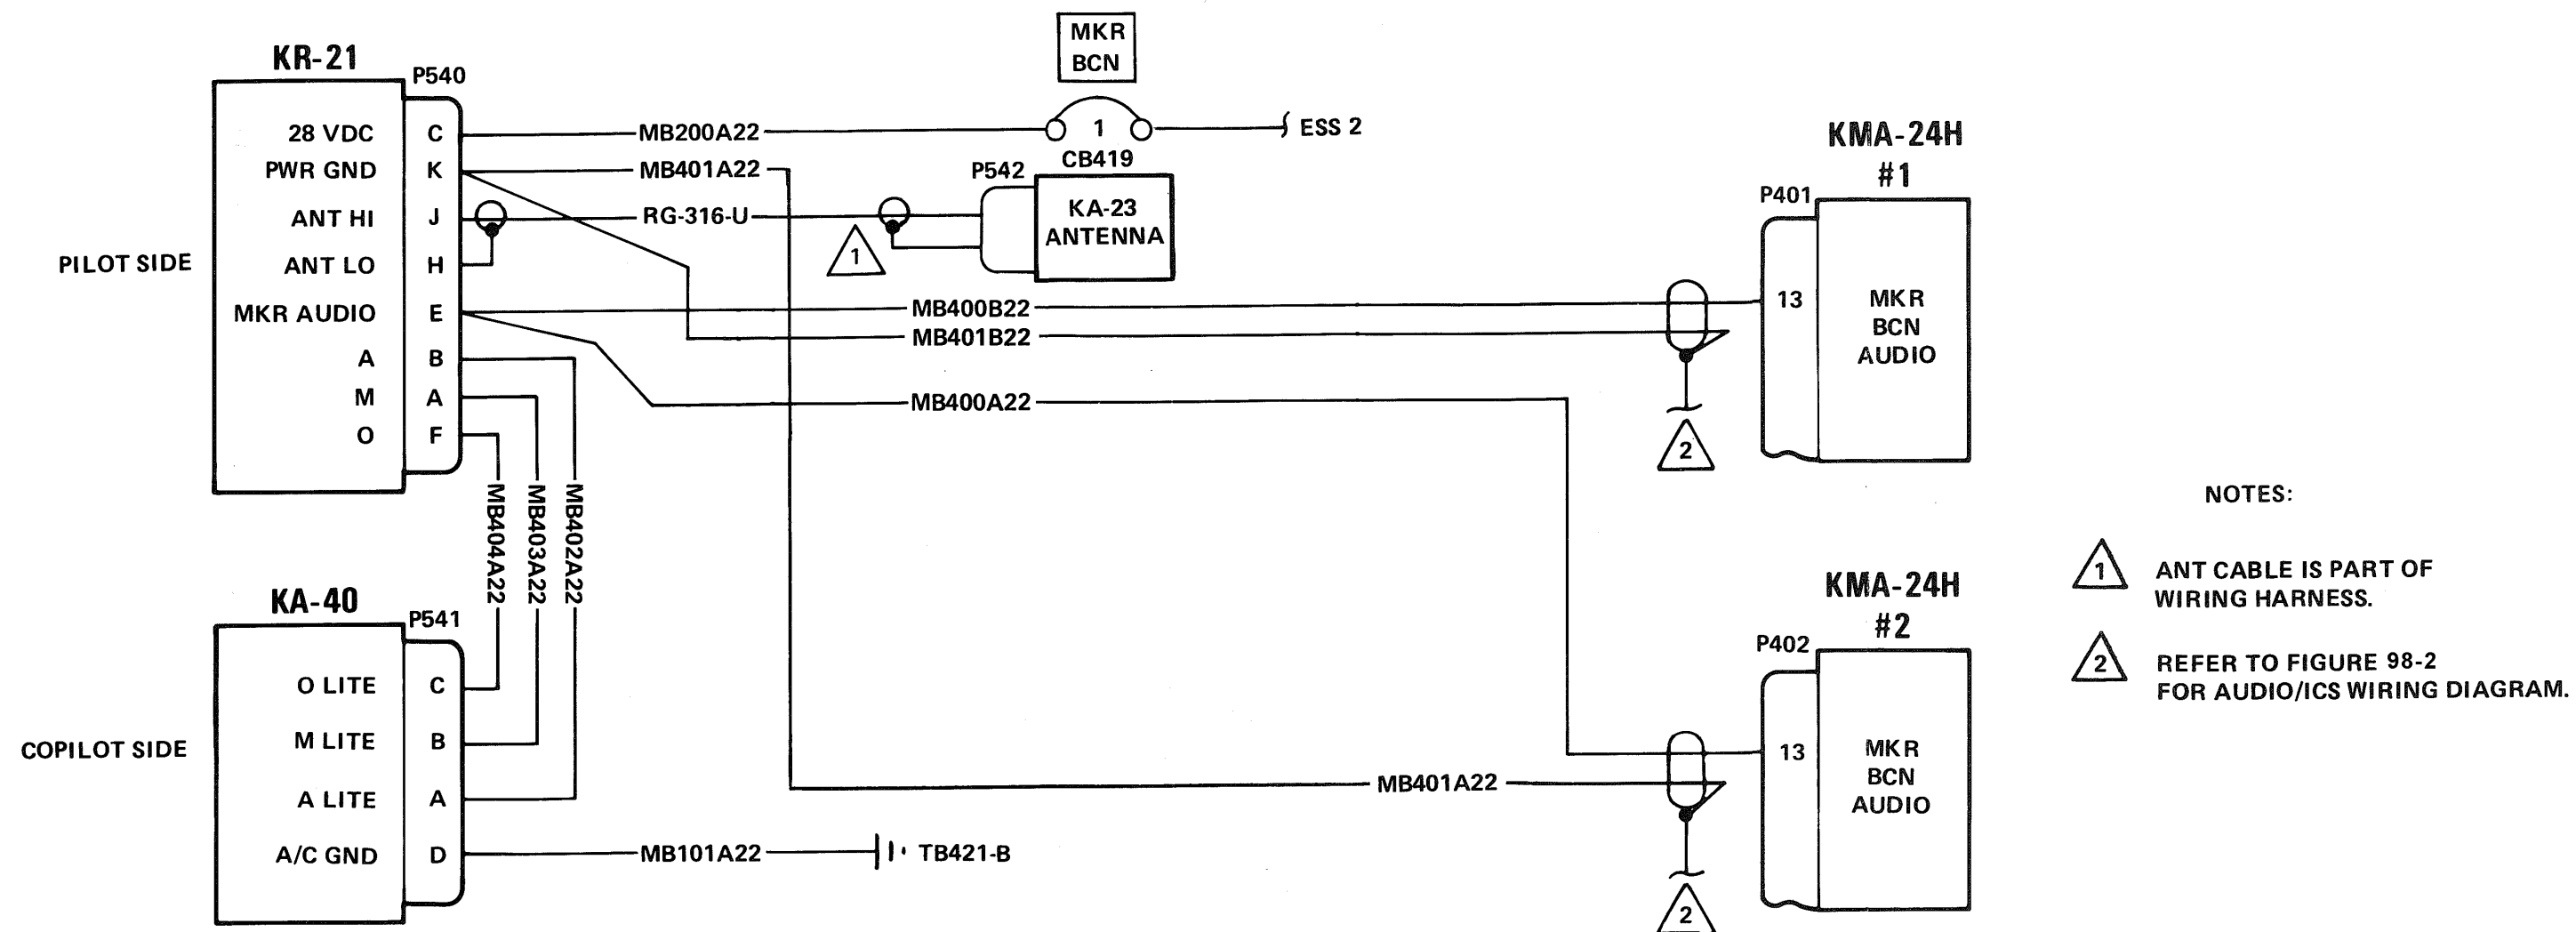 MKR
BCN
KR-21
P540
28 VDC C MB200A22 1 ESS 2
CB419
PWR GND K MB401A22
ANT HI J RG-316-U
P542
KA-23
ANTENNA
1
PILOT SIDE
ANT LO H
MKR AUDIO E MB400B22
MB401B22
A B
M A MB400A22
O F
MB404A22
MB403A22
MB402A22
KMA-24H
#1
P401
13
MKR
BCN
AUDIO
2
KA-40
P541
COPILOT SIDE
O LITE C
M LITE B
A LITE A
MB401A22
A/C GND D MB101A22 TB421-B
KMA-24H
#2
P402
13
MKR
BCN
AUDIO
2
NOTES:
1 ANT CABLE IS PART OF
WIRING HARNESS.
2 REFER TO FIGURE 98-2
FOR AUDIO/ICS WIRING DIAGRAM.